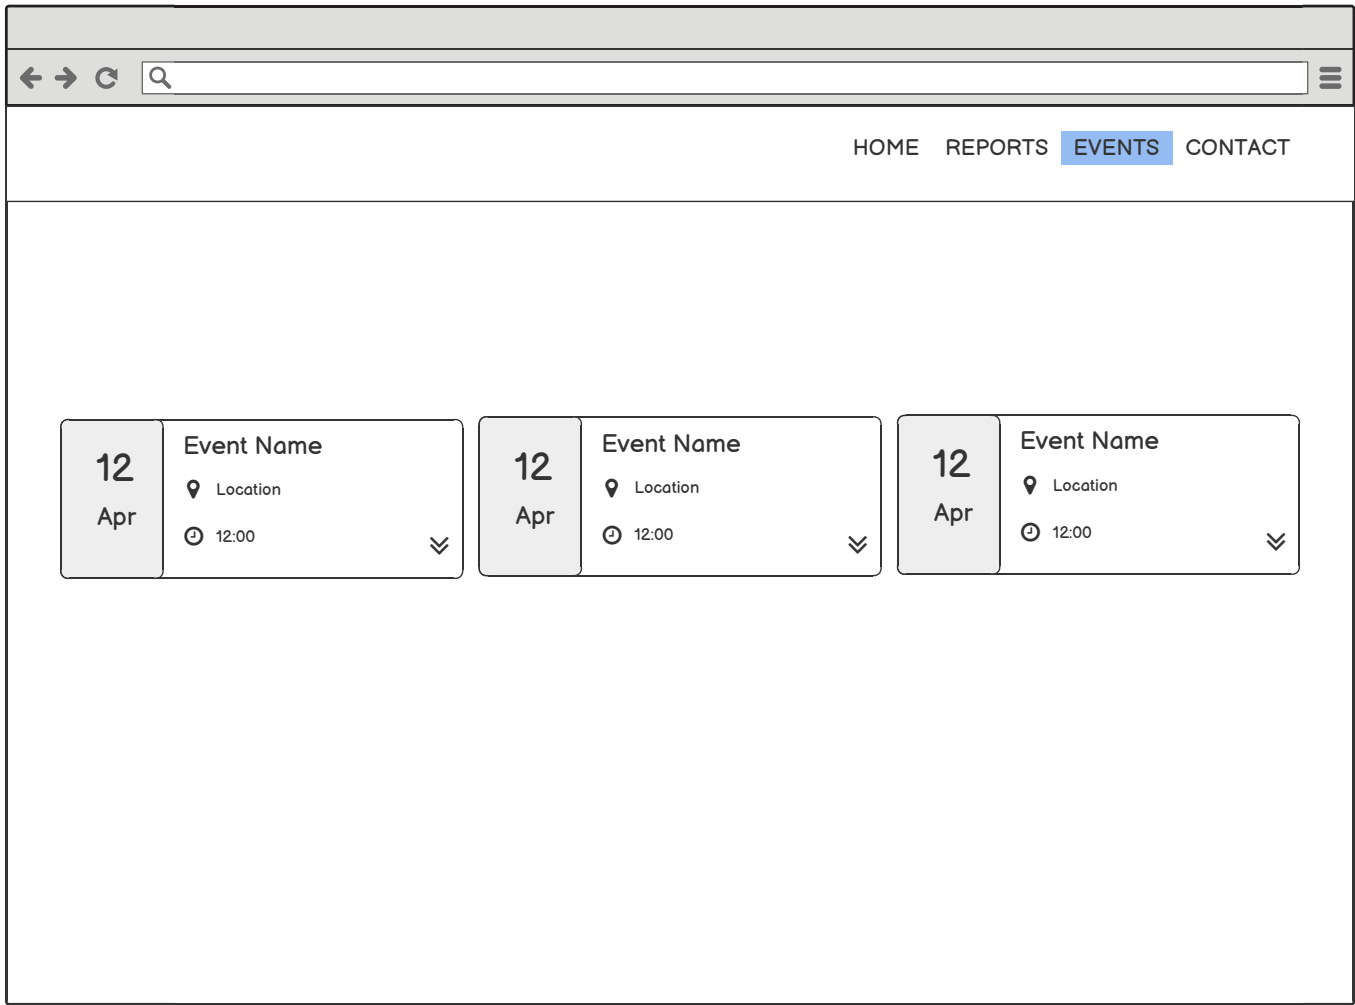 HOME REPORTS EVENTS CONTACT
12
Apr
Event Name
Location
12:00
12
Apr
Event Name
Location
12:00
12
Apr
Event Name
Location
12:00